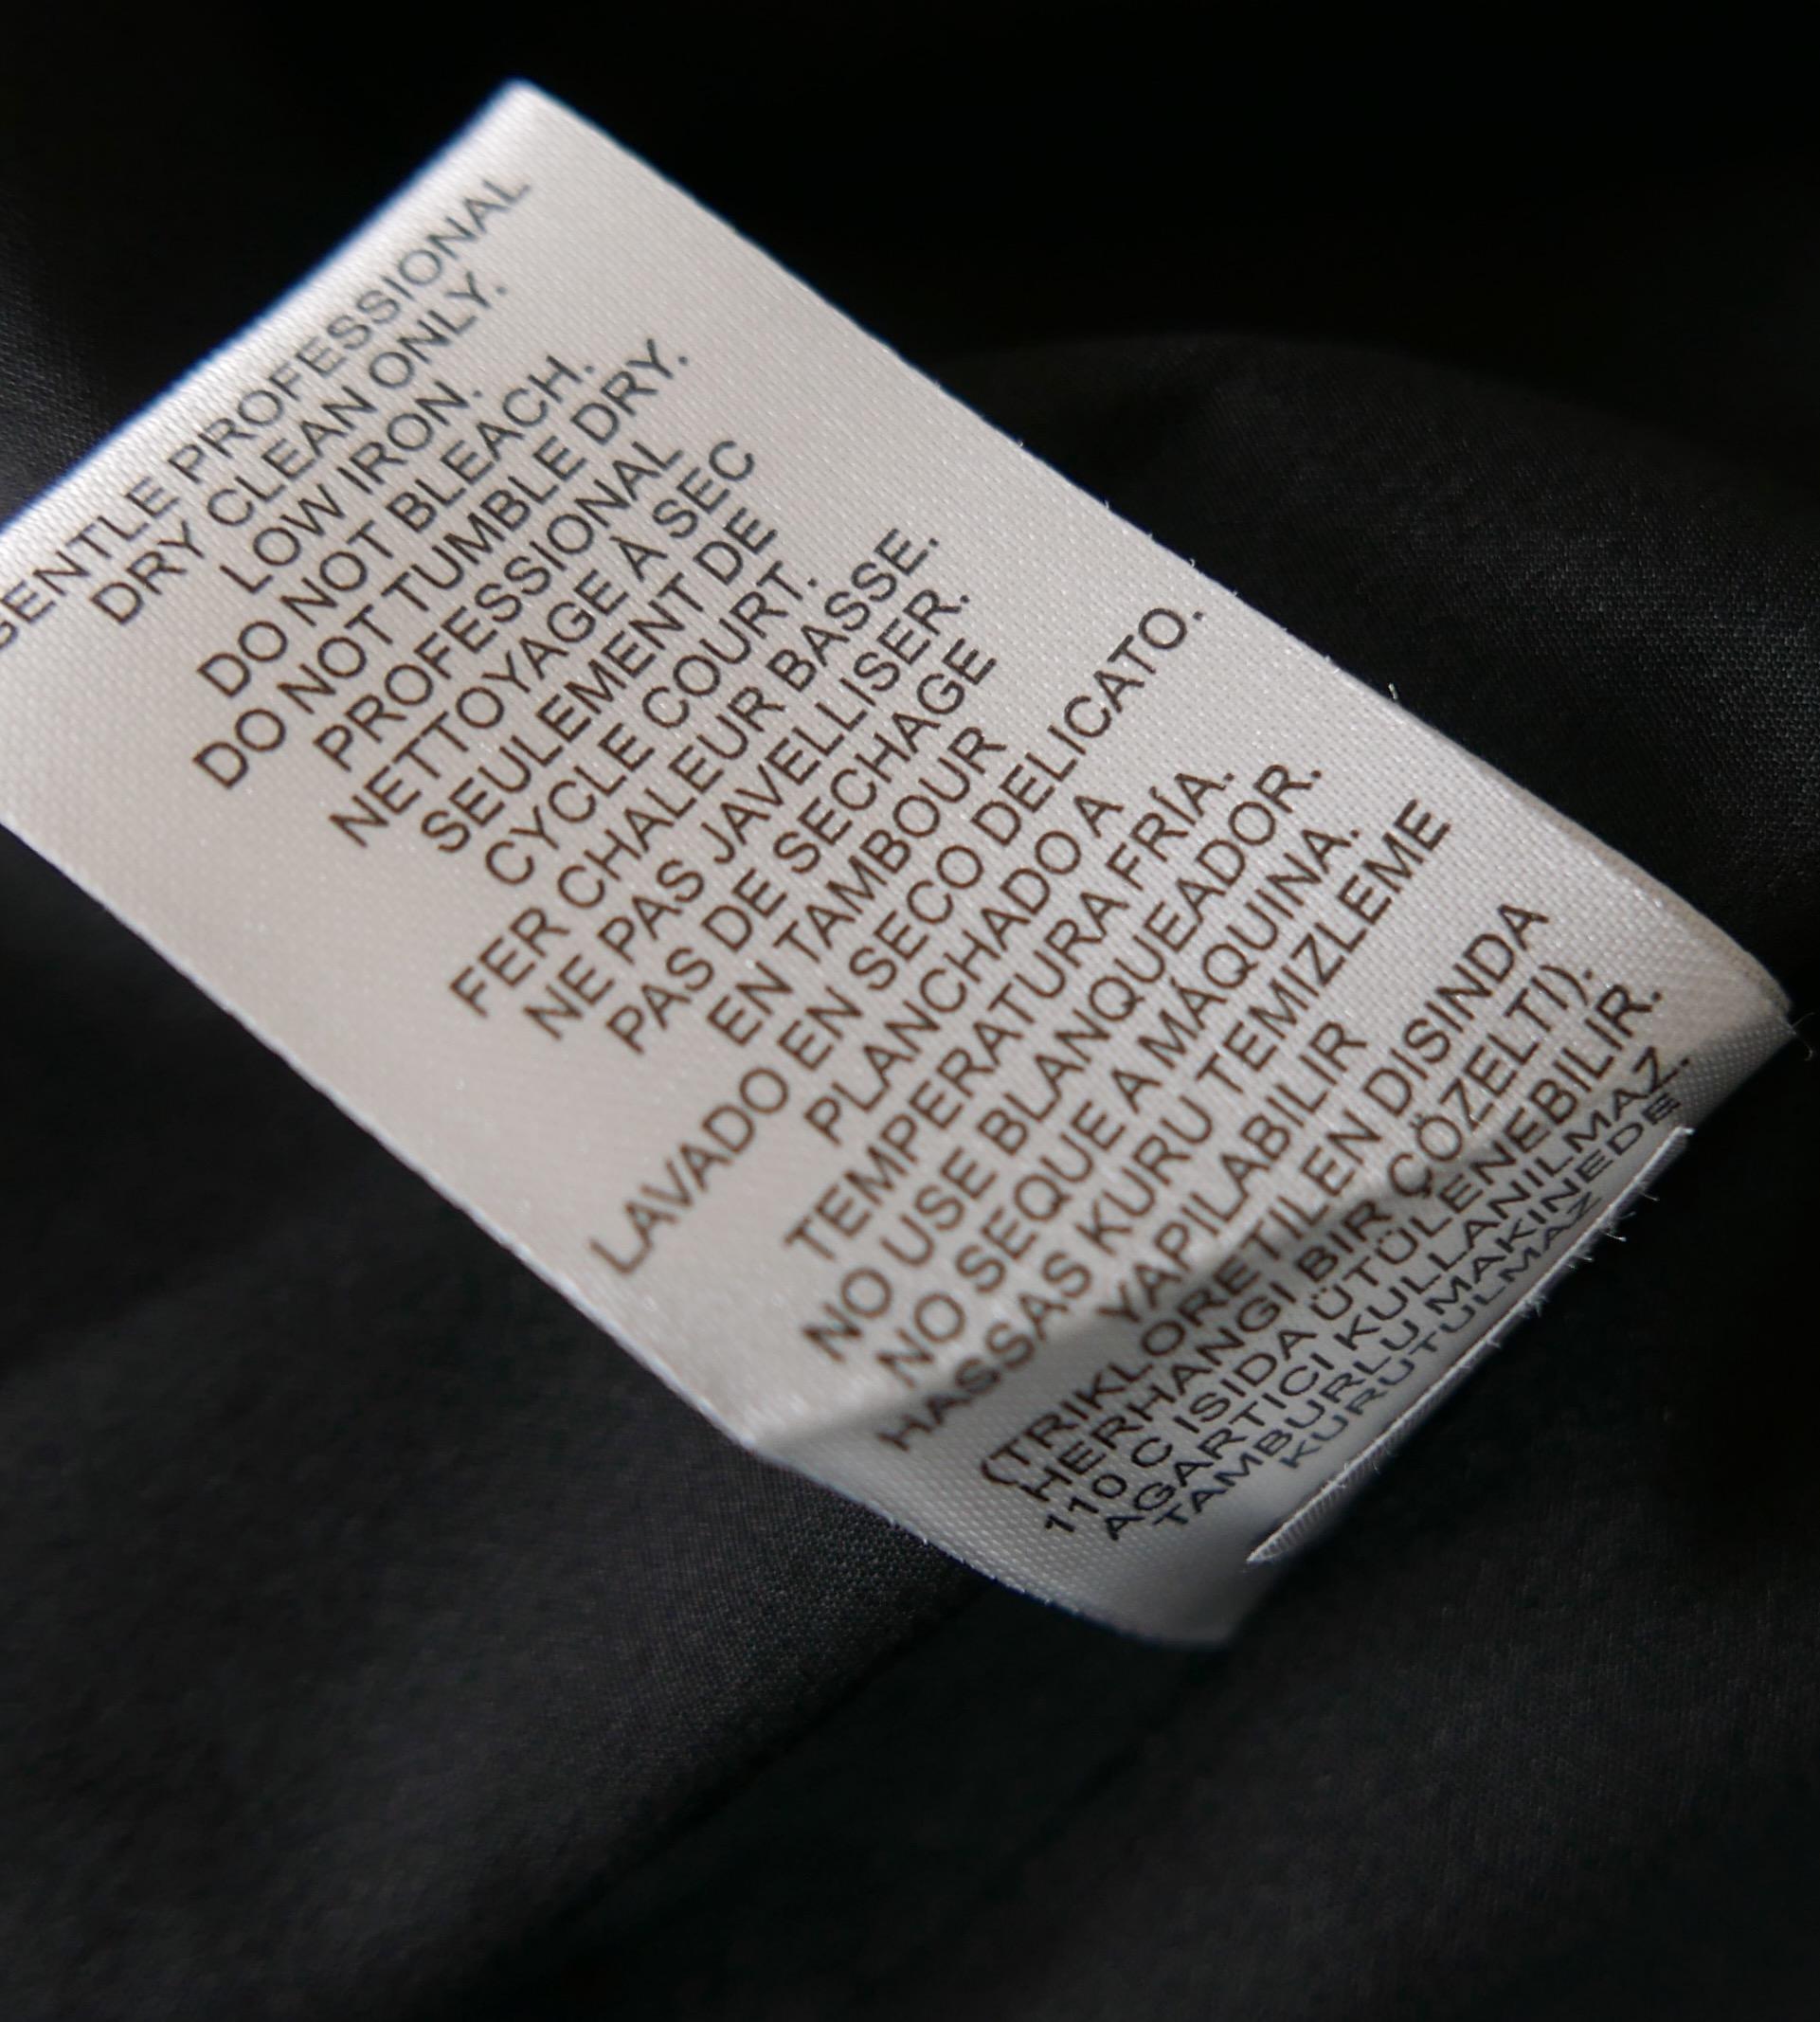 GENTLE PROFESSIONAL
DRY CLEAN ONLY.
LOW IRON.
DO NOT BLEACH.
DO NOT TUMBLE DRY.
PROFESSIONAL
NETTOYAGE À SEC
SEULEMENT DE
CYCLE COURT.
FER CHALEUR BASSE.
NE PAS JAVELLISER.
PAS DE SECHAGE
EN TAMBOUR
LAVADO EN SECO DELICATO.
PLANCHADO A
TEMPERATURA FRÍA.
NO USE BLANQUEADOR.
NO SEQUE A MÁQUINA.
HASSAS KURU TEMIZLEME
YAPILABILIR
(TRIKLORETILEN DISINDA
HERHANGI BIR ÇÖZELTI).
110 C ISIDA ÜTÜLENEBILIR.
AGARTICI KULLANILMAZ.
TAMBURLU MAKINEDE
KURUTULMAZ